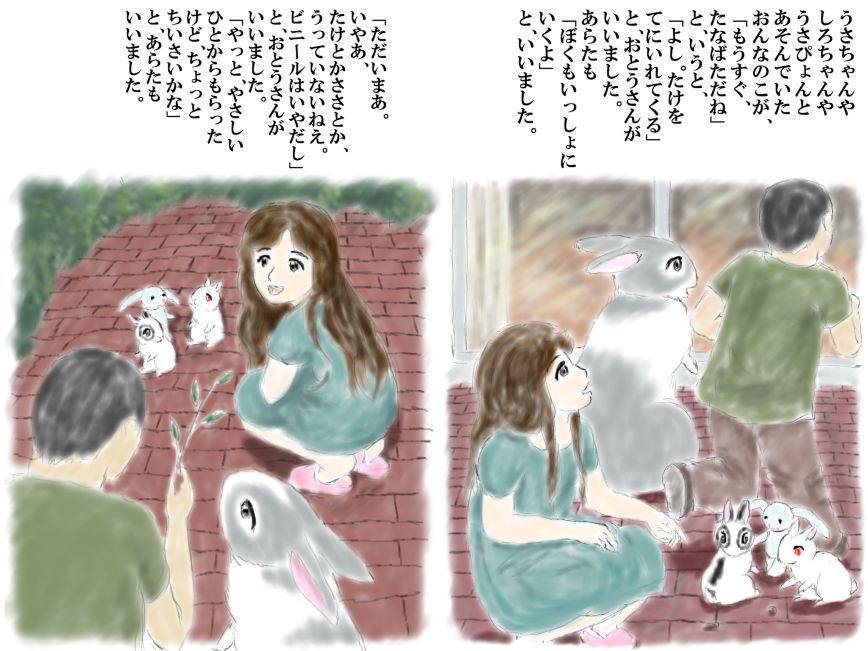 うさちゃんや
しろちゃんや
うさぴょんと
あそんでいた
おんなのこが、
「もうすぐ、
たなばただね」
と、いうと、
「よし。たけを
てにいれてくる」
と、おとうさんが
いいました。
あらたも
「ぼくもいっしょに
いくよ」
と、いいました。
「ただいまあ。
いやあ、
たけとかささとか、
うっていないねえ。
ビニールはいやだし」
と、おとうさんが
いいました。
「やっと、やさしい
ひとからもらった
けど、ちょっと
ちいさいかな」
と、あらたも
いいました。